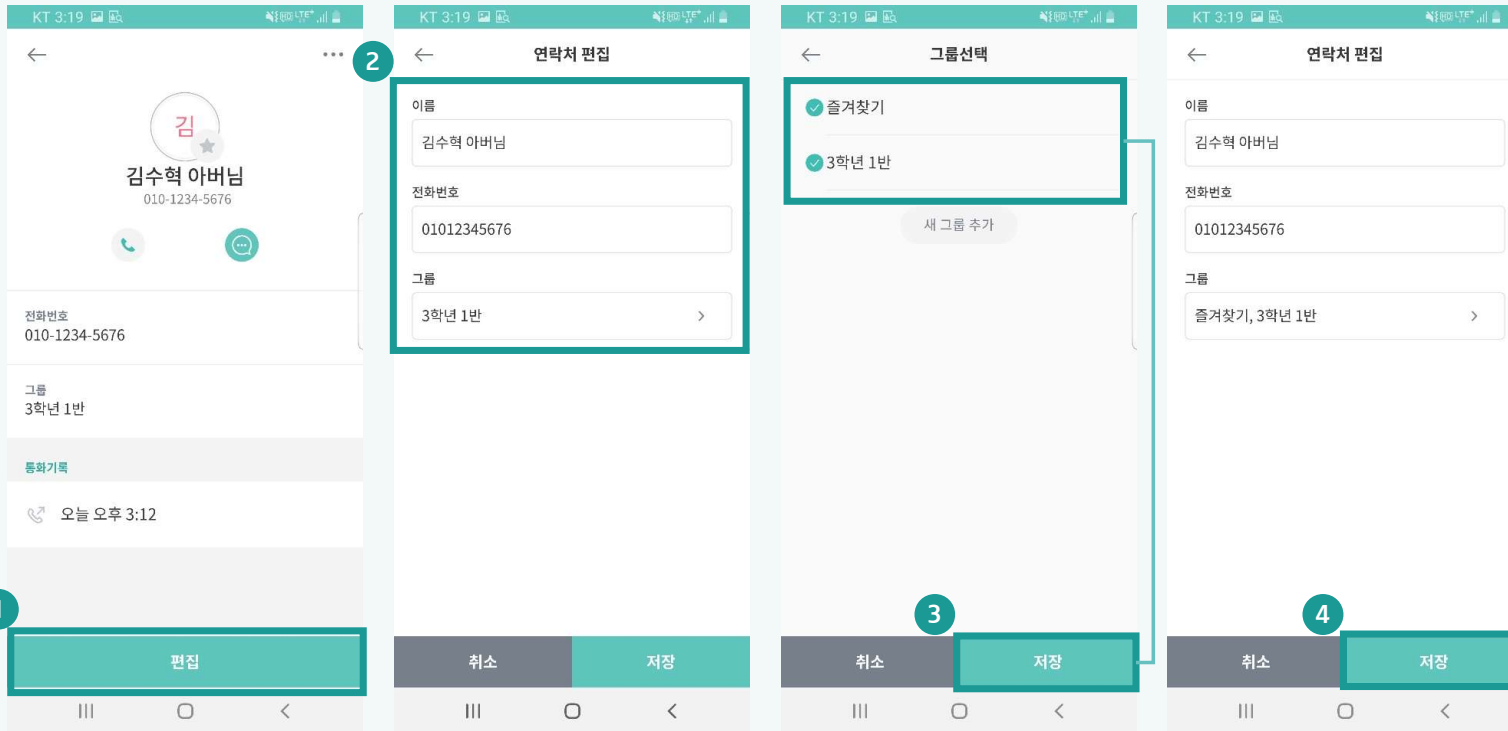 KT 3:19
LTE+
김
김수혁 아버님
010-1234-5676
전화번호
010-1234-5676
그룹
3학년 1반
통화기록
오늘 오후 3:12
편집
2
KT 3:19
LTE+
연락처 편집
이름
김수혁 아버님
전화번호
01012345676
그룹
3학년 1반
취소
저장
KT 3:19
LTE+
그룹선택
즐겨찾기
3학년 1반
새 그룹 추가
3
취소
저장
KT 3:19
LTE+
연락처 편집
이름
김수혁 아버님
전화번호
01012345676
그룹
즐겨찾기, 3학년 1반
4
취소
저장